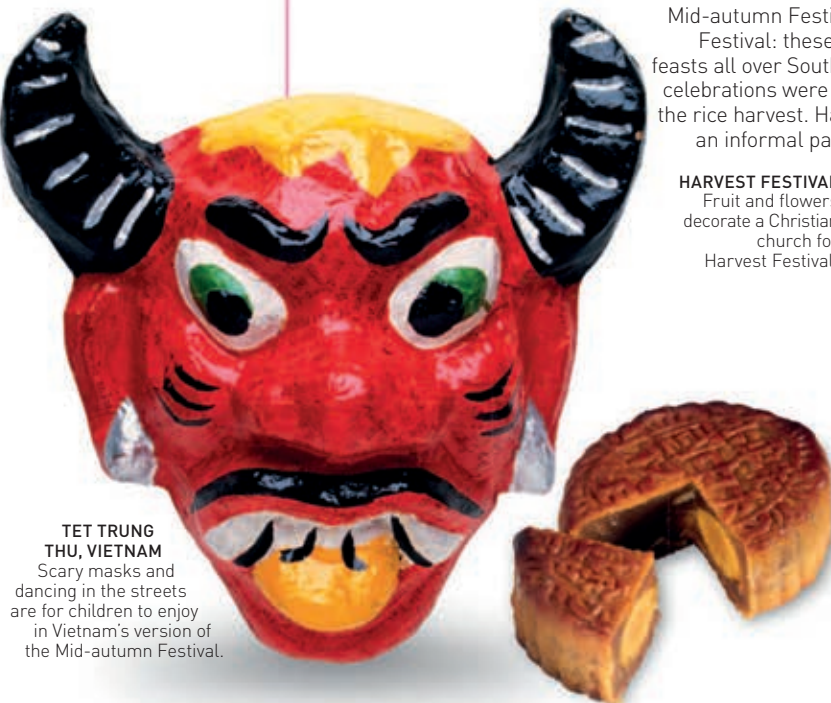 Mid-autumn Festi
Festival: these
feasts all over South
celebrations were
the rice harvest. Ha
an informal pa
HARVEST FESTIVAL
Fruit and flowers
decorate a Christian
church fo
Harvest Festival
TET TRUNG
THU, VIETNAM
Scary masks and
dancing in the streets
are for children to enjoy
in Vietnam's version of
the Mid-autumn Festival.